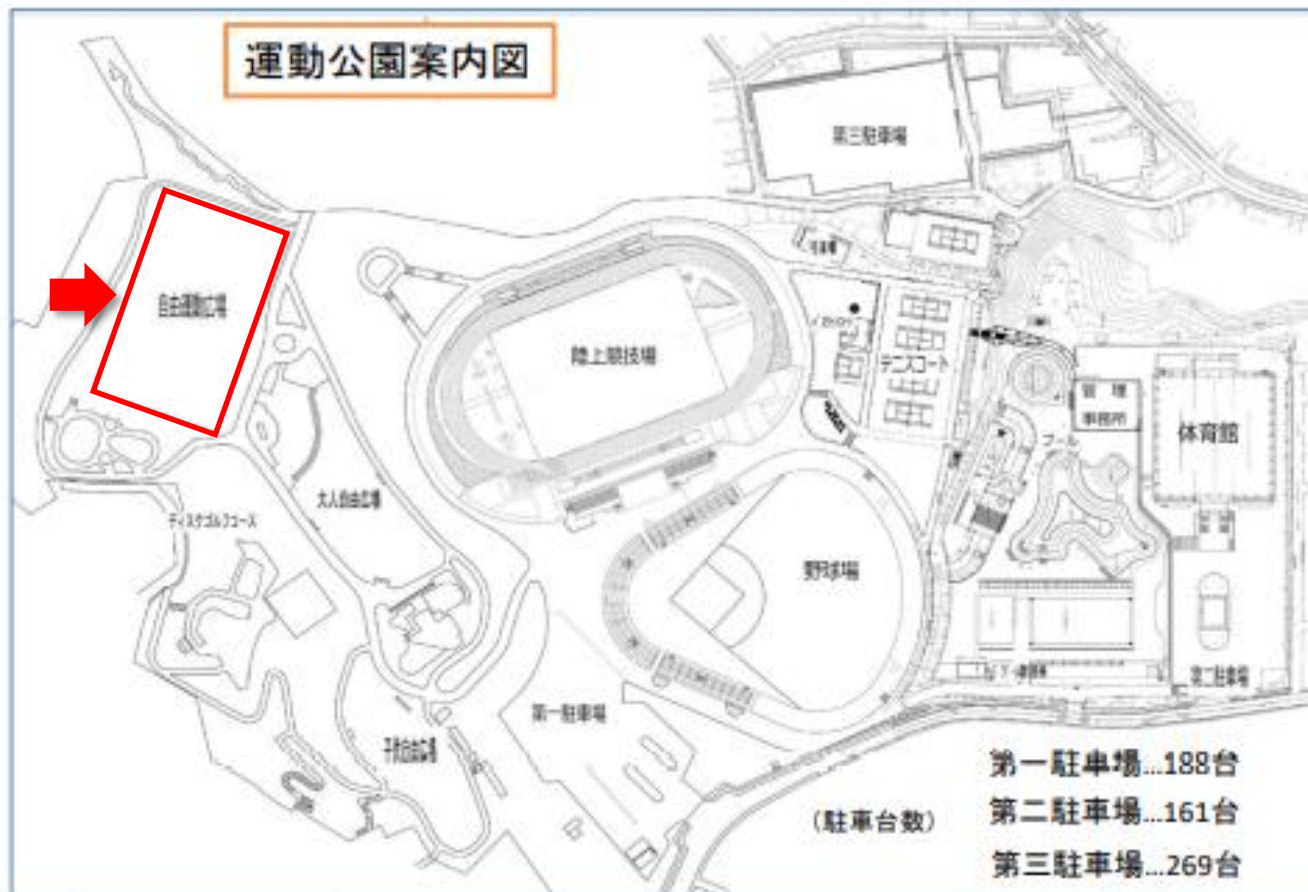 運動公園案内図
第三駐車場
自由運動広場
陸上競技場
テニスコート
管理
事務所
体育館
プール
大人自由広場
ディスクゴルフコース
野球場
第一駐車場
子供自由広場
第二駐車場
第一駐車場…188台
(駐車台数) 第二駐車場…161台
第三駐車場…269台